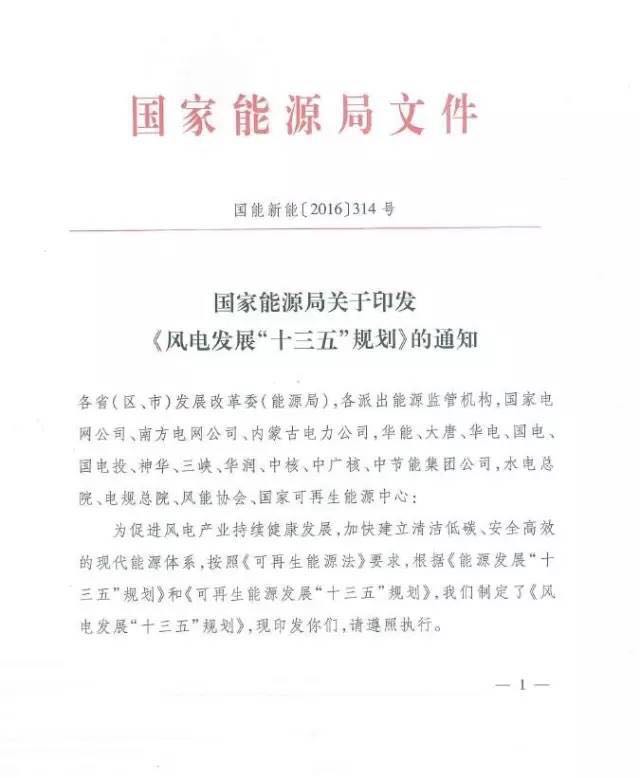 国家能源局文件
国能新能〔2016〕314 号
国家能源局关于印发
《风电发展“十三五”规划》的通知
各省(区、市)发展改革委(能源局),各派出能源监管机构,国家电
网公司、南方电网公司、内蒙古电力公司,华能、大唐、华电、国电、
国电投、神华、三峡、华润、中核、中广核、中节能集团公司,水电总
院、电规总院、风能协会、国家可再生能源中心:
为促进风电产业持续健康发展,加快建立清洁低碳、安全高效
的现代能源体系,按照《可再生能源法》要求,根据《能源发展“十
三五”规划》和《可再生能源发展“十三五”规划》,我们制定了《风
电发展“十三五”规划》,现印发你们,请遵照执行。
— 1 —